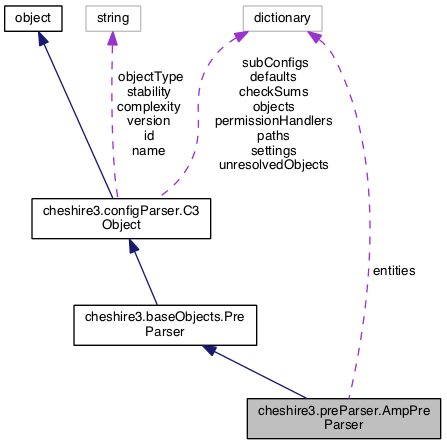 object
string
dictionary
objectType
stability
complexity
version
id
name
subConfigs
defaults
checkSums
objects
permissionHandlers
paths
settings
unresolvedObjects
cheshire3.configParser.C3
Object
entities
cheshire3.baseObjects.Pre
Parser
cheshire3.preParser.AmpPre
Parser